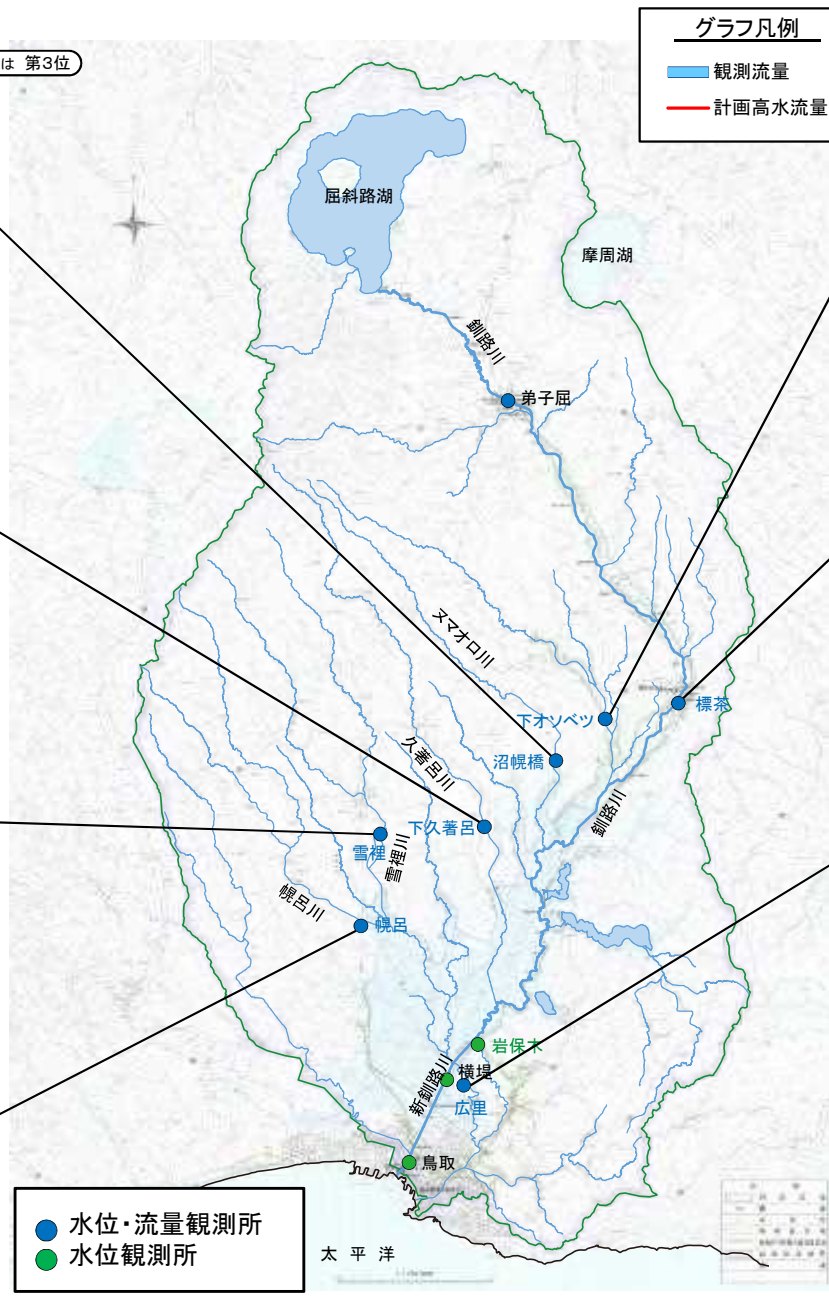 は 第3位
グラフ凡例
観測流量
計画高水流量
屈斜路湖
摩周湖
釧路川
弟子屈
ヌマオロ川
標茶
下オソベツ
沼幌橋
久著呂川
釧路川
下久著呂
雪裡
雪裡川
幌呂川
幌呂
岩保木
新釧路川
横堤
広里
鳥取
水位・流量観測所
水位観測所
太平洋